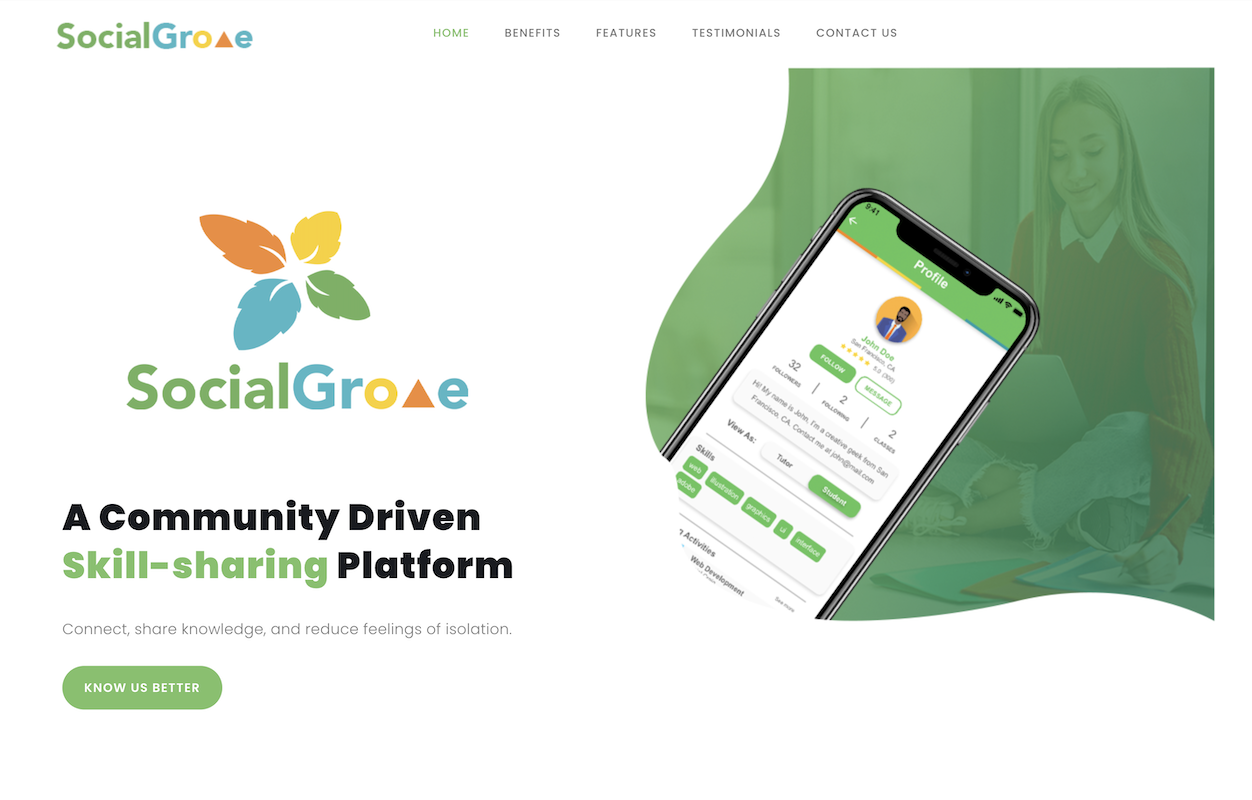 SocialGrove
HOME BENEFITS FEATURES TESTIMONIALS CONTACT US
SocialGrove
A Community Driven
Skill-sharing Platform
Connect, share knowledge, and reduce feelings of isolation.
KNOW US BETTER
9:41
Profile
John Doe
San Francisco, CA
5.0 (300)
FOLLOW
MESSAGE
32
FOLLOWERS
2
FOLLOWING
2
CLASSES
Hi! My name is John, I'm a creative geek from San
Francisco, CA. Contact me at john@mail.com
View As:
Tutor
Student
Skills
web illustration graphics ui interface
adobe
Activities
Web Development
See more